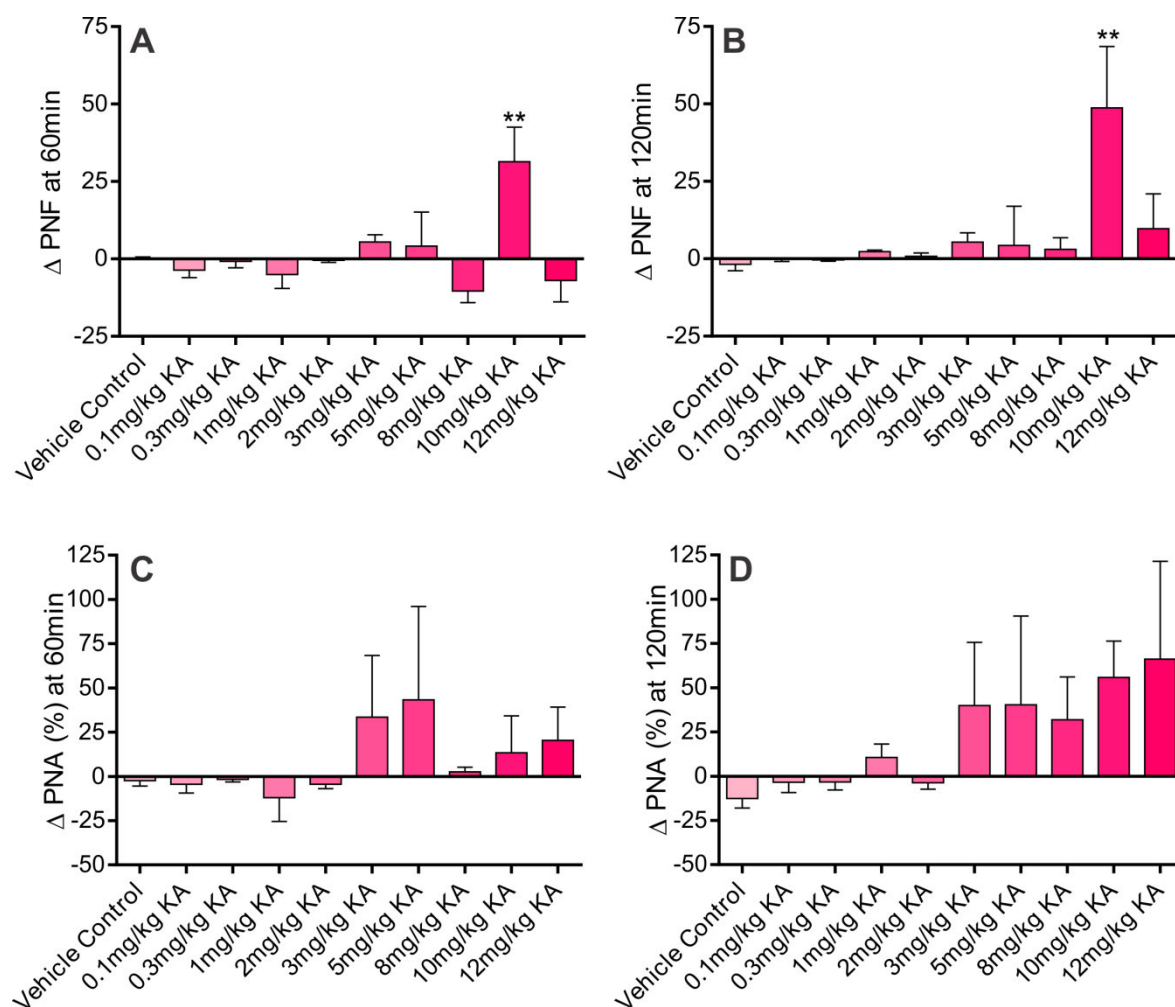 A
Δ PNF at 60min
75
50
25
0
-25
**
Vehicle Control
0.1mg/kg KA
0.3mg/kg KA
1mg/kg KA
2mg/kg KA
3mg/kg KA
5mg/kg KA
8mg/kg KA
10mg/kg KA
12mg/kg KA
B
Δ PNF at 120min
75
50
25
0
-25
**
Vehicle Control
0.1mg/kg KA
0.3mg/kg KA
1mg/kg KA
2mg/kg KA
3mg/kg KA
5mg/kg KA
8mg/kg KA
10mg/kg KA
12mg/kg KA
C
Δ PNA (%) at 60min
125
100
75
50
25
0
-25
-50
Vehicle Control
0.1mg/kg KA
0.3mg/kg KA
1mg/kg KA
2mg/kg KA
3mg/kg KA
5mg/kg KA
8mg/kg KA
10mg/kg KA
12mg/kg KA
D
Δ PNA (%) at 120min
125
100
75
50
25
0
-25
-50
Vehicle Control
0.1mg/kg KA
0.3mg/kg KA
1mg/kg KA
2mg/kg KA
3mg/kg KA
5mg/kg KA
8mg/kg KA
10mg/kg KA
12mg/kg KA